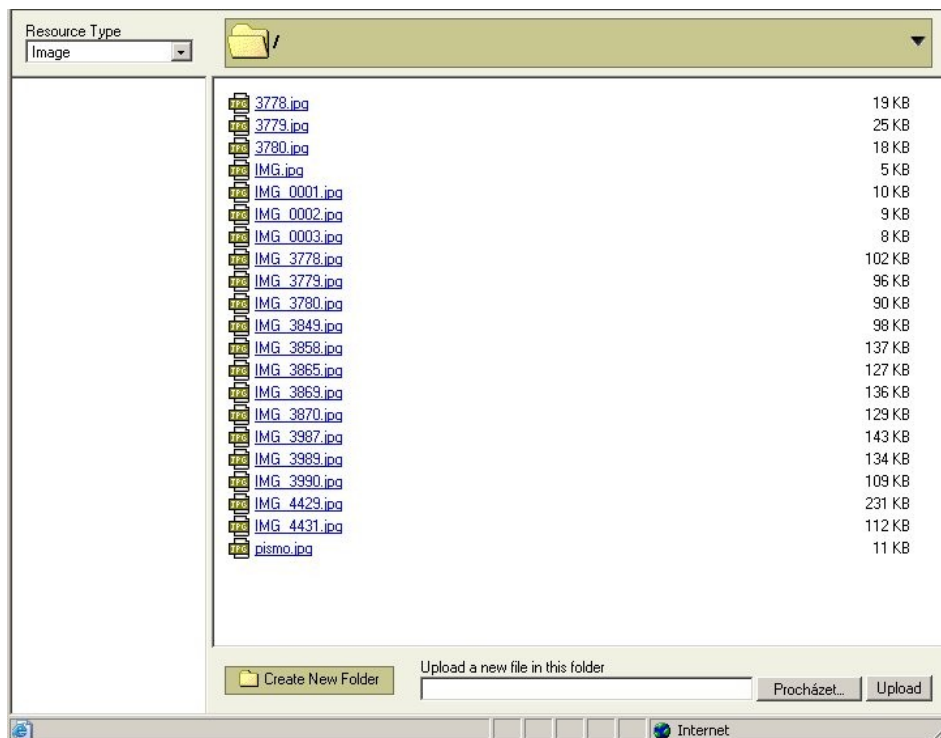 Resource Type
Image
/
3778.jpg 19 KB
3779.jpg 25 KB
3780.jpg 18 KB
IMG.jpg 5 KB
IMG_0001.jpg 10 KB
IMG_0002.jpg 9 KB
IMG_0003.jpg 8 KB
IMG_3778.jpg 102 KB
IMG_3779.jpg 96 KB
IMG_3780.jpg 90 KB
IMG_3849.jpg 98 KB
IMG_3858.jpg 137 KB
IMG_3865.jpg 127 KB
IMG_3869.jpg 136 KB
IMG_3870.jpg 129 KB
IMG_3987.jpg 143 KB
IMG_3989.jpg 134 KB
IMG_3990.jpg 109 KB
IMG_4429.jpg 231 KB
IMG_4431.jpg 112 KB
pismo.jpg 11 KB
Create New Folder
Upload a new file in this folder
Procházet... Upload
Internet